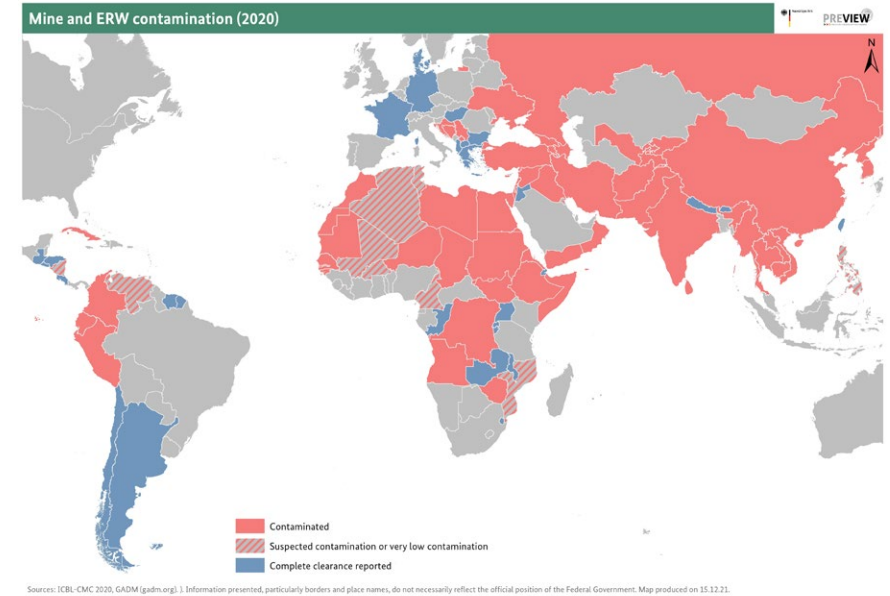 Mine and ERW contamination (2020)
PREVIEW
N
Contaminated
Suspected contamination or very low contamination
Complete clearance reported
Sources: ICBL-CMC 2020, GADM (gadm.org). ). Information presented, particularly borders and place names, do not necessarily reflect the official position of the Federal Government. Map produced on 15.12.21.